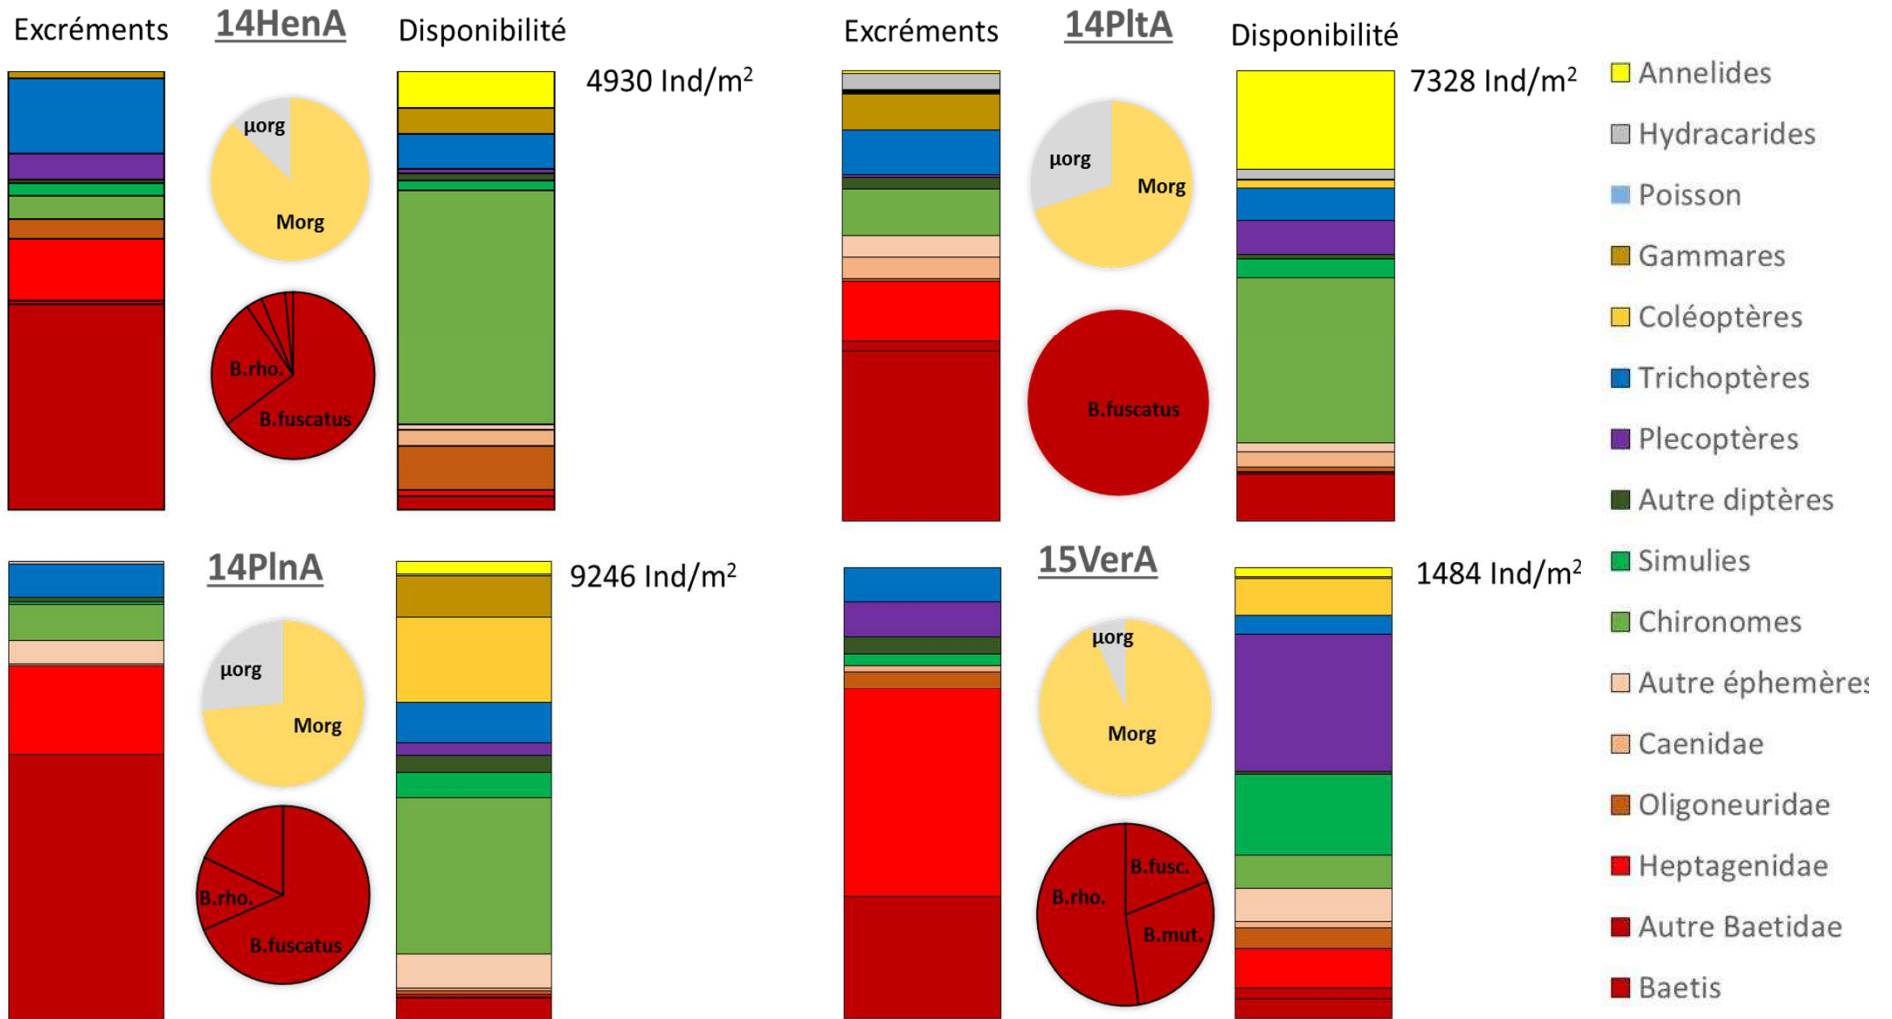 Excréments
14HenA
Disponibilité
4930 Ind/m²
µorg
Morg
B.rho.
B.fuscatus
Excréments
14PltA
Disponibilité
7328 Ind/m²
µorg
Morg
B.fuscatus
14PlnA
9246 Ind/m²
µorg
Morg
B.rho.
B.fuscatus
15VerA
1484 Ind/m²
µorg
Morg
B.fusc.
B.rho.
B.mut.
Annelides
Hydracarides
Poisson
Gammares
Coléoptères
Trichoptères
Plecoptères
Autre diptères
Simulies
Chironomes
Autre éphemères
Caenidae
Oligoneuridae
Heptagenidae
Autre Baetidae
Baetis